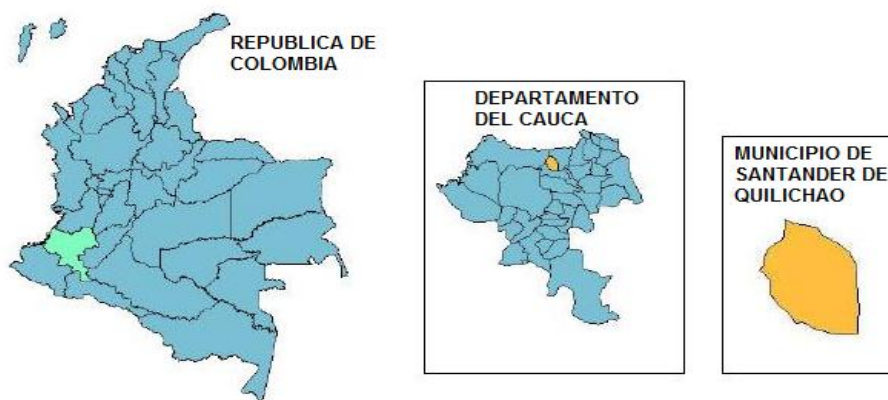 REPUBLICA DE
COLOMBIA
DEPARTAMENTO
DEL CAUCA
MUNICIPIO DE
SANTANDER DE
QUILICHAO